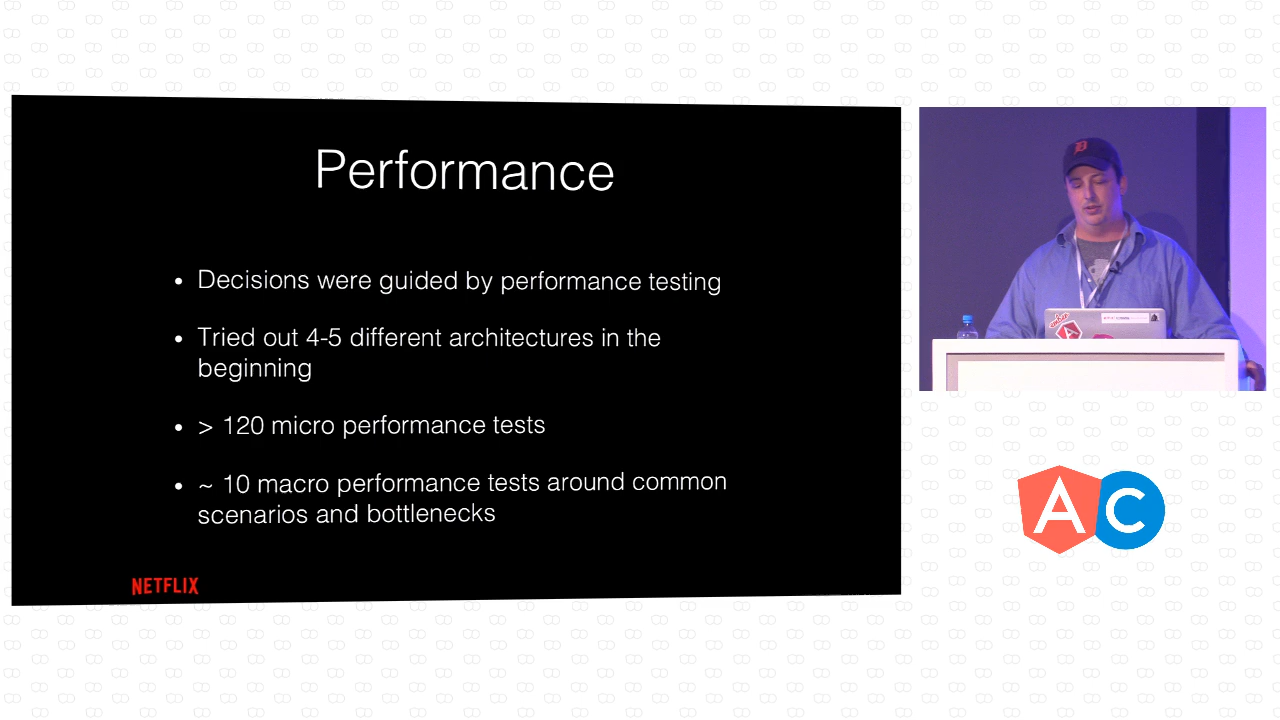 Performance
• Decisions were guided by performance testing
• Tried out 4-5 different architectures in the
beginning
• > 120 micro performance tests
• ~ 10 macro performance tests around common
scenarios and bottlenecks
NETFLIX
D
A
AC